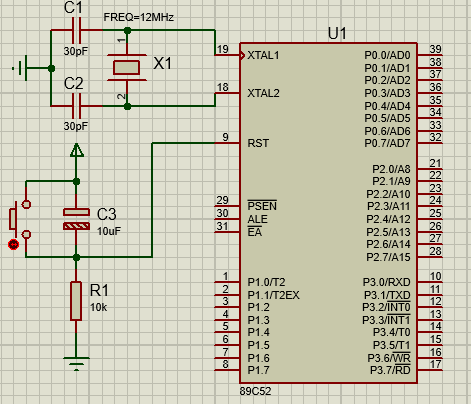 C1
FREQ=12MHz
30pF
1
X1
2
C2
30pF
C3
10uF
R1
10k
U1
19 XTAL1
18 XTAL2
9 RST
29 PSEN
30 ALE
31 EA
1 P1.0/T2
2 P1.1/T2EX
3 P1.2
4 P1.3
5 P1.4
6 P1.5
7 P1.6
8 P1.7
P0.0/AD0 39
P0.1/AD1 38
P0.2/AD2 37
P0.3/AD3 36
P0.4/AD4 35
P0.5/AD5 34
P0.6/AD6 33
P0.7/AD7 32
P2.0/A8 21
P2.1/A9 22
P2.2/A10 23
P2.3/A11 24
P2.4/A12 25
P2.5/A13 26
P2.6/A14 27
P2.7/A15 28
P3.0/RXD 10
P3.1/TXD 11
P3.2/INT0 12
P3.3/INT1 13
P3.4/T0 14
P3.5/T1 15
P3.6/WR 16
P3.7/RD 17
89C52